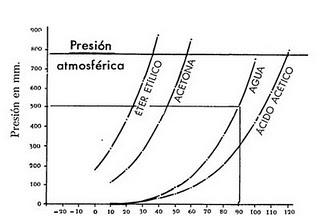 900
800
Presión
atmosférica
700
600
500
400
300
200
100
0
Presión en mm.
ÉTER ETÍLICO
ACETONA
AGUA
ÁCIDO ACÉTICO
-20 -10 0 10 20 30 40 50 60 70 80 90 100 110 120